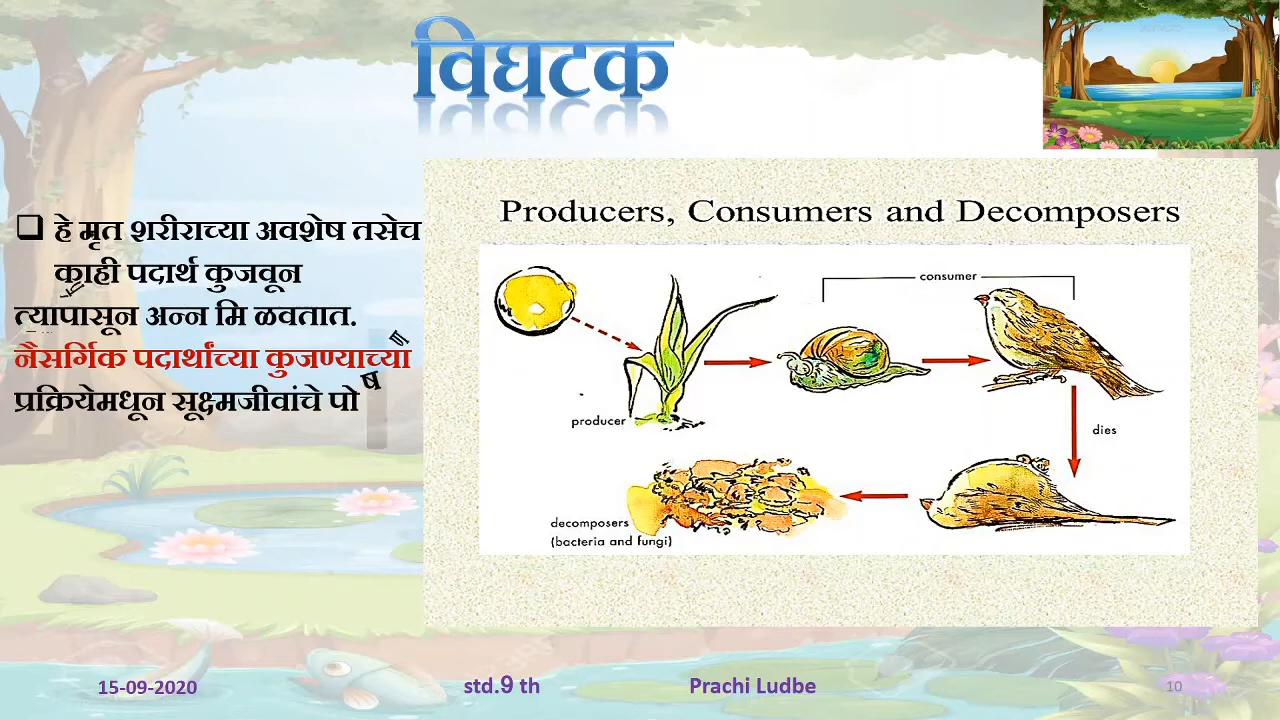 विघटक
❑ हे मृत शरीराच्या अवशेष तसेच
काही पदार्थ कुजवून
त्यापासून अन्न मि ळवतात.
नैसर्गिक पदार्थांच्या कुजण्याच्या
प्रक्रियेमधून सूक्ष्मजीवांचे पो ष ण
Producers, Consumers and Decomposers
consumer
producer
dies
decomposers
(bacteria and fungi)
15-09-2020
std.9 th
Prachi Ludbe
10